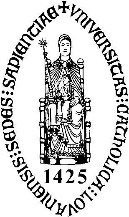 VNIVERSITAS : CATHOLICA : LOVANIENSIS : SEDES : SAPIENTIAE
1425